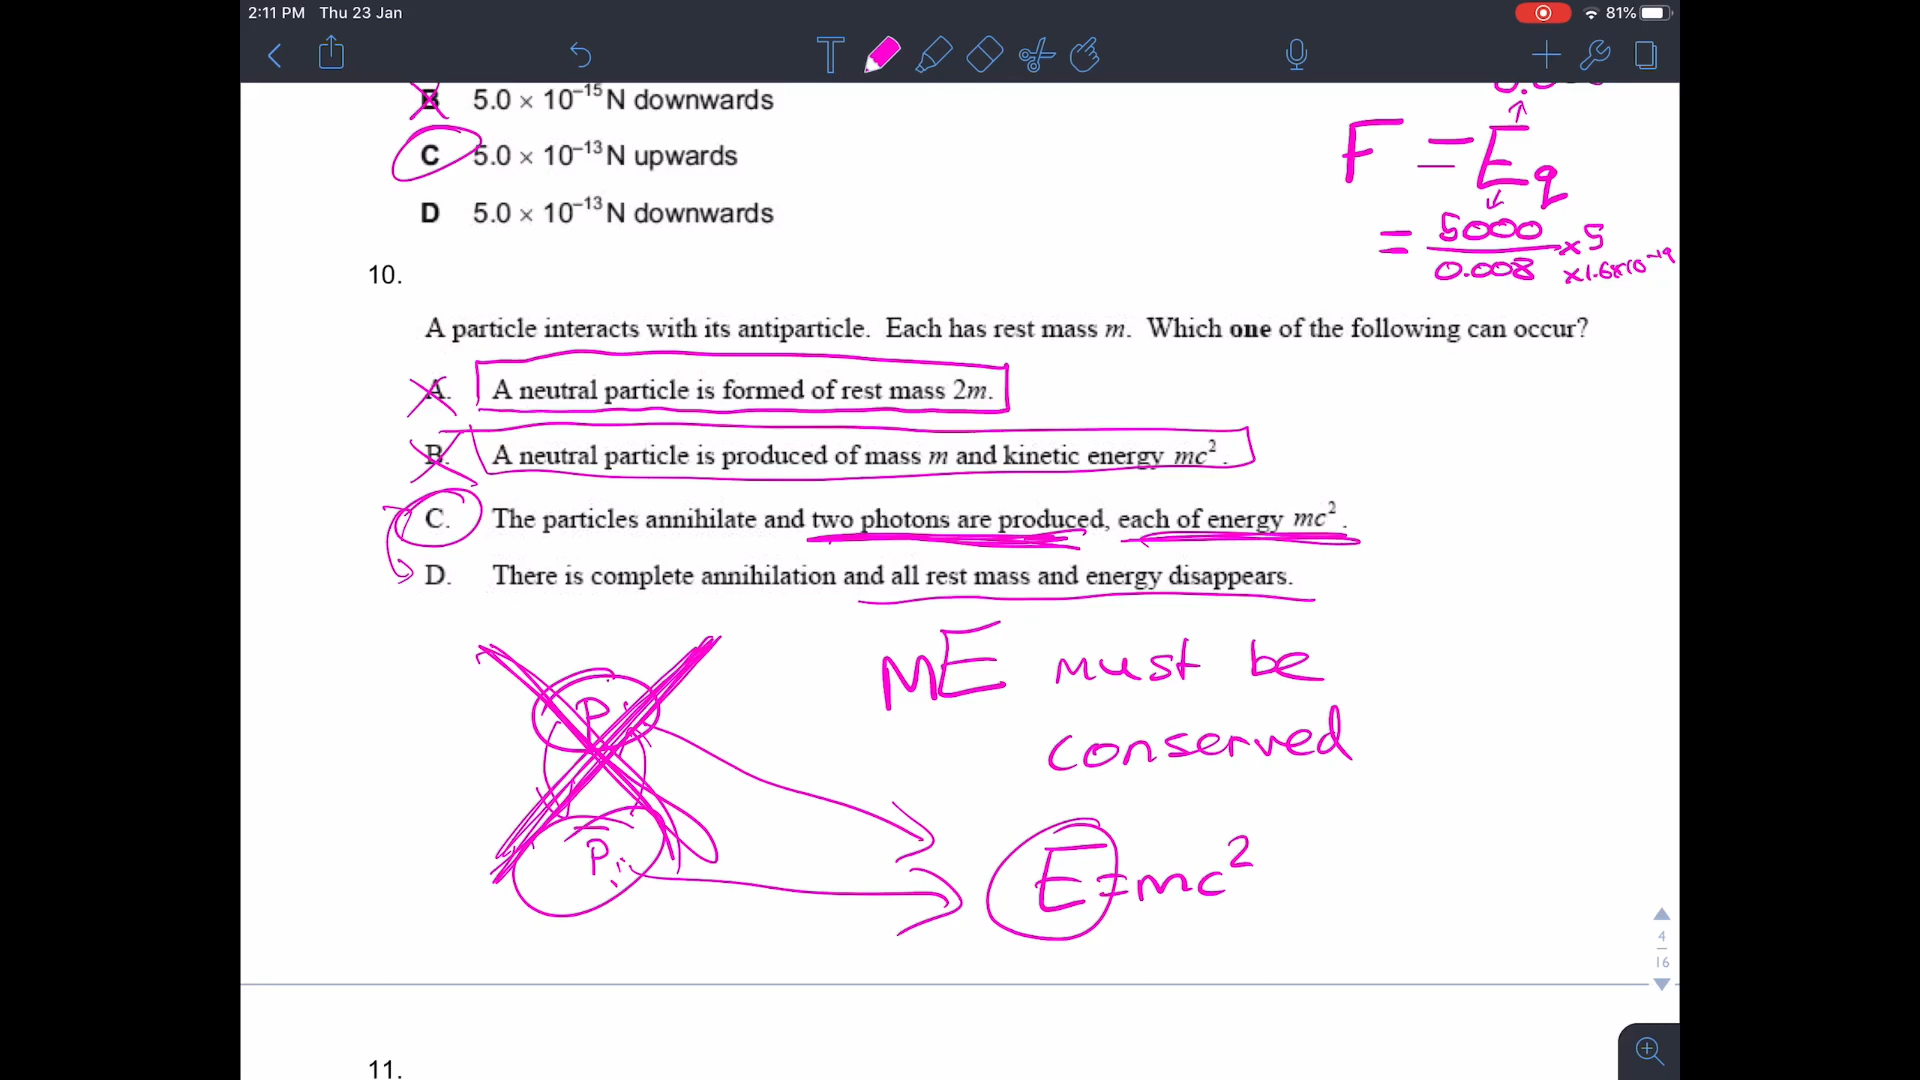 2:11 PM Thu 23 Jan
81%
T
B 5.0 × 10⁻¹⁵ N downwards
C 5.0 × 10⁻¹³ N upwards
D 5.0 × 10⁻¹³ N downwards
F = Eq
= 5000/0.008 × 5
×1.6×10⁻¹⁹
10.
A particle interacts with its antiparticle. Each has rest mass m. Which one of the following can occur?
A. A neutral particle is formed of rest mass 2m.
B. A neutral particle is produced of mass m and kinetic energy mc².
C. The particles annihilate and two photons are produced, each of energy mc².
D. There is complete annihilation and all rest mass and energy disappears.
P
P̅
mE must be
conserved
E=mc²
4
16
11.